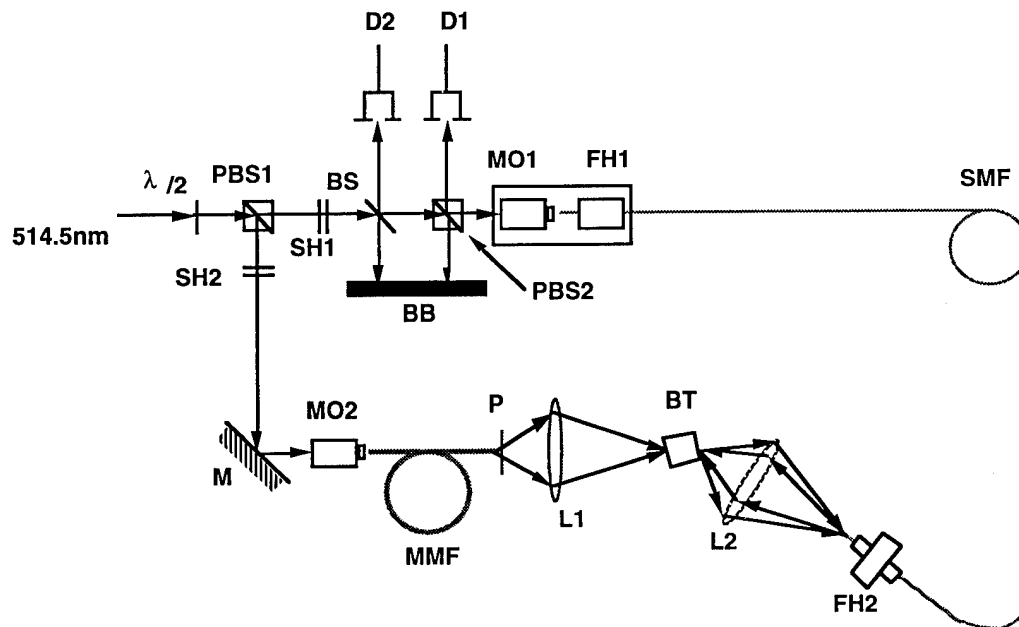 D2 D1
MO1 FH1
SMF
λ/2 PBS1 BS
514.5nm
SH1
SH2
PBS2
BB
MO2 P BT
M
L1
L2
MMF
FH2